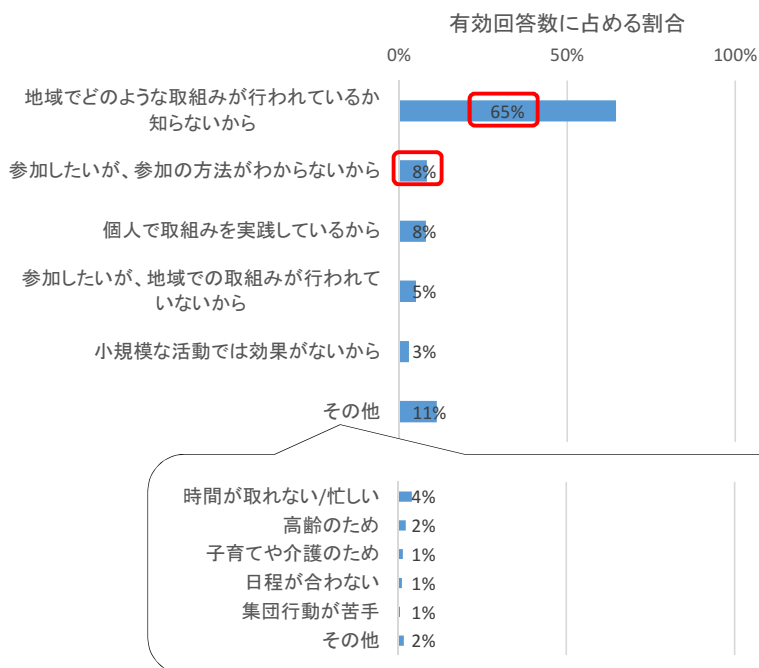 有効回答数に占める割合
0% 50% 100%
地域でどのような取組みが行われているか
知らないから
65%
参加したいが、参加の方法がわからないから
8%
個人で取組みを実践しているから
8%
参加したいが、地域での取組みが行われて
いないから
5%
小規模な活動では効果がないから
3%
その他
11%
時間が取れない/忙しい
4%
高齢のため
2%
子育てや介護のため
1%
日程が合わない
1%
集団行動が苦手
1%
その他
2%